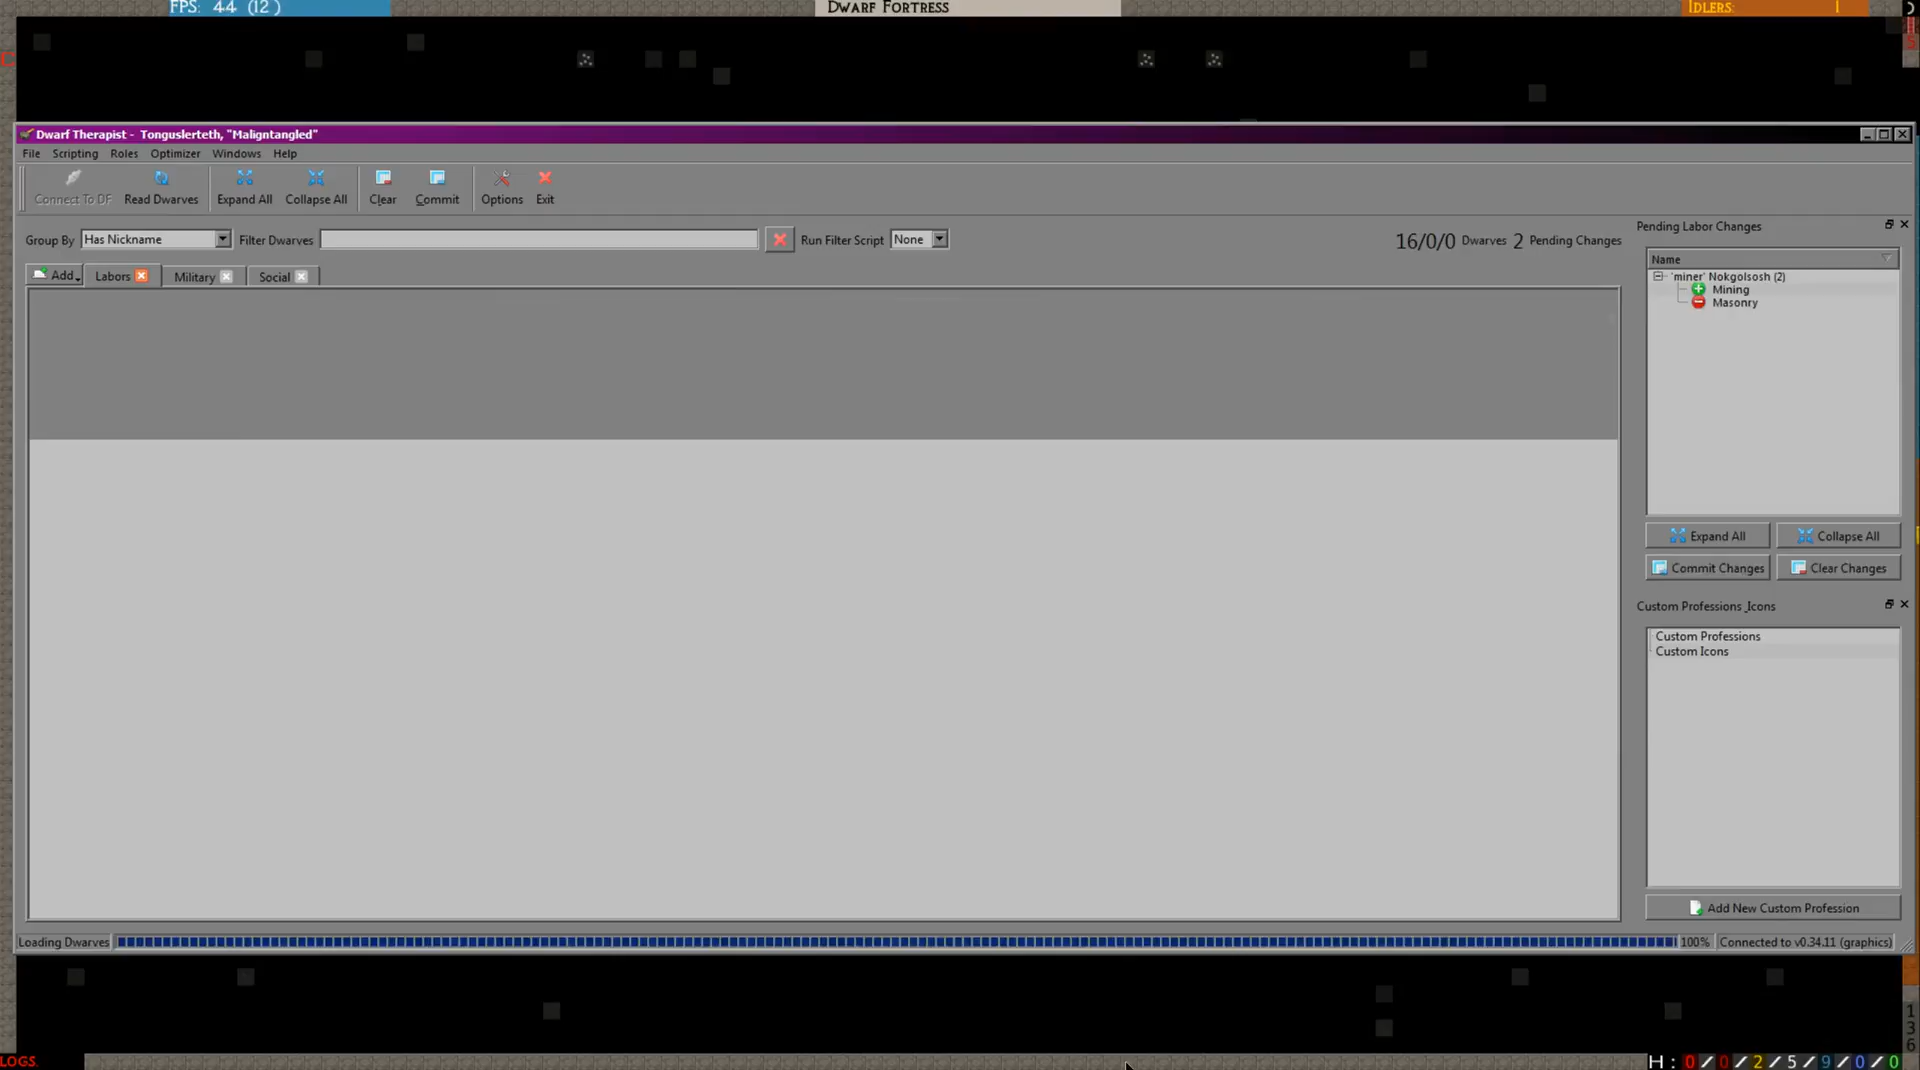 FPS: 44 (12 )
DWARF FORTRESS
IDLERS: 1
Dwarf Therapist - Tonguslerteth, "Maligntangled"
File Scripting Roles Optimizer Windows Help
Connect To DF Read Dwarves Expand All Collapse All Clear Commit Options Exit
Group By Has Nickname Filter Dwarves Run Filter Script None 16/0/0 Dwarves 2 Pending Changes
Add Labors Military Social
Pending Labor Changes
Name
'miner' Nokgolsosh (2)
Mining
Masonry
Expand All Collapse All
Commit Changes Clear Changes
Custom Professions _Icons
Custom Professions
Custom Icons
Add New Custom Profession
Loading Dwarves 100% Connected to v0.34.11 (graphics)
136
LOGS
H: 0/0/2/5/9/0/0